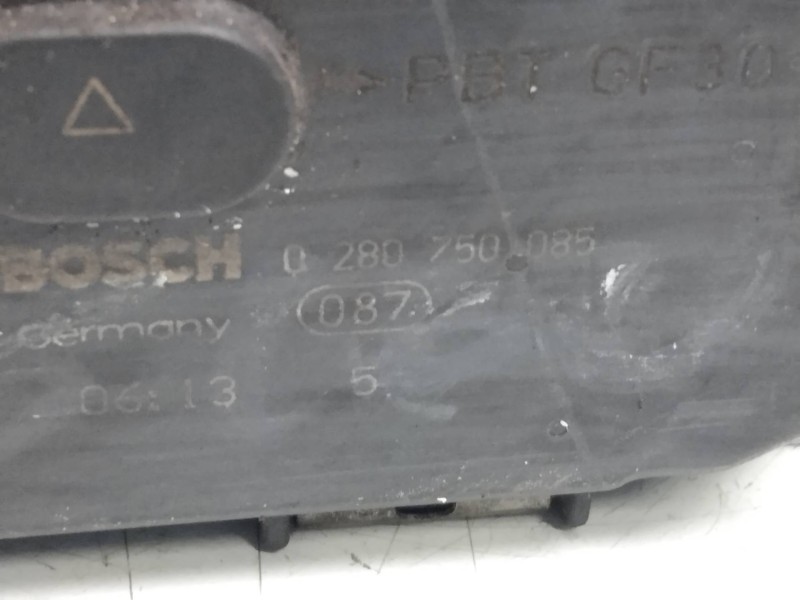 >PBT GF30<
BOSCH 0 280 750 085
Germany 087
06:13 5